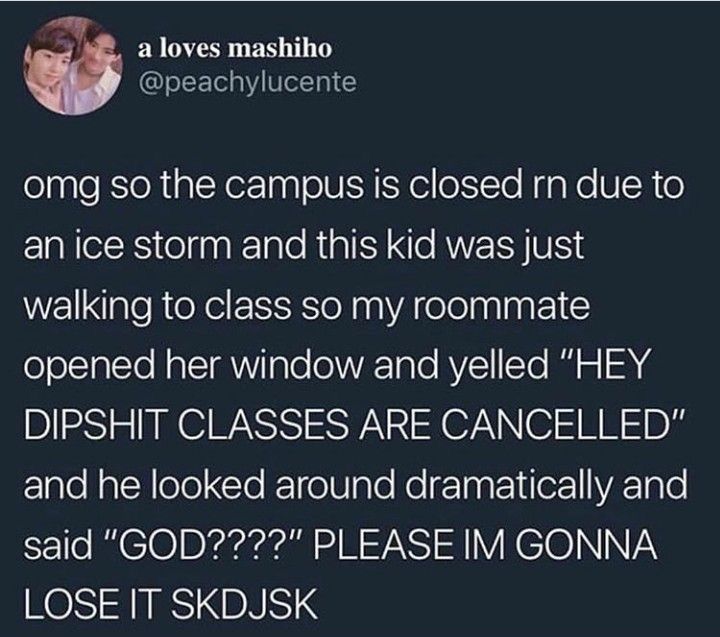 a loves mashiho
@peachylucente
omg so the campus is closed rn due to
an ice storm and this kid was just
walking to class so my roommate
opened her window and yelled "HEY
DIPSHIT CLASSES ARE CANCELLED"
and he looked around dramatically and
said "GOD????" PLEASE IM GONNA
LOSE IT SKDJSK